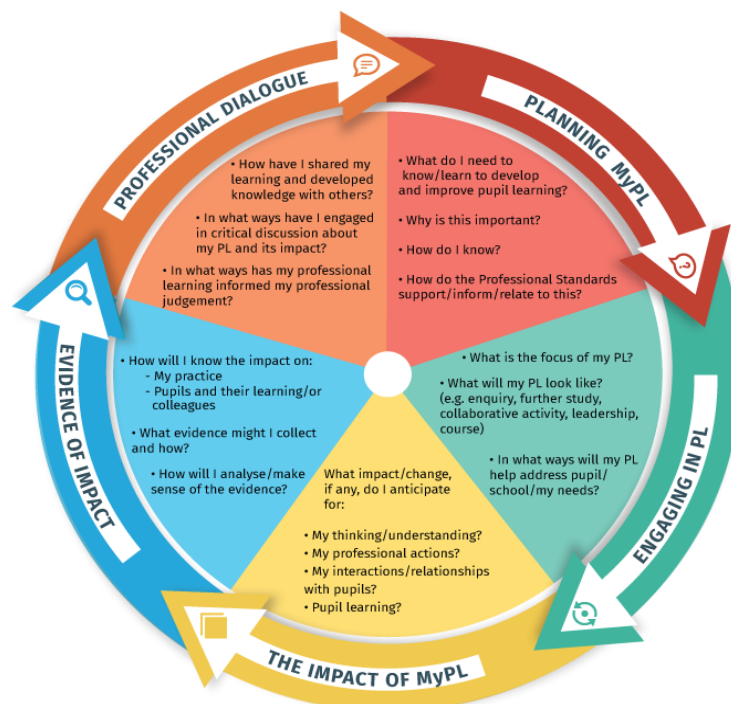 PROFESSIONAL DIALOGUE
• How have I shared my
learning and developed
knowledge with others?
• In what ways have I engaged
in critical discussion about
my PL and its impact?
• In what ways has my professional
learning informed my professional
judgement?
PLANNING MyPL
• What do I need to
know/learn to develop
and improve pupil learning?
• Why is this important?
• How do I know?
• How do the Professional Standards
support/inform/relate to this?
?
ENGAGING IN PL
• What is the focus of my PL?
• What will my PL look like?
(e.g. enquiry, further study,
collaborative activity, leadership,
course)
• In what ways will my PL
help address pupil/
school/my needs?
THE IMPACT OF MyPL
What impact/change,
if any, do I anticipate
for:
• My thinking/understanding?
• My professional actions?
• My interactions/relationships
with pupils?
• Pupil learning?
EVIDENCE OF IMPACT
• How will I know the impact on:
- My practice
- Pupils and their learning/or
colleagues
• What evidence might I collect
and how?
• How will I analyse/make
sense of the evidence?